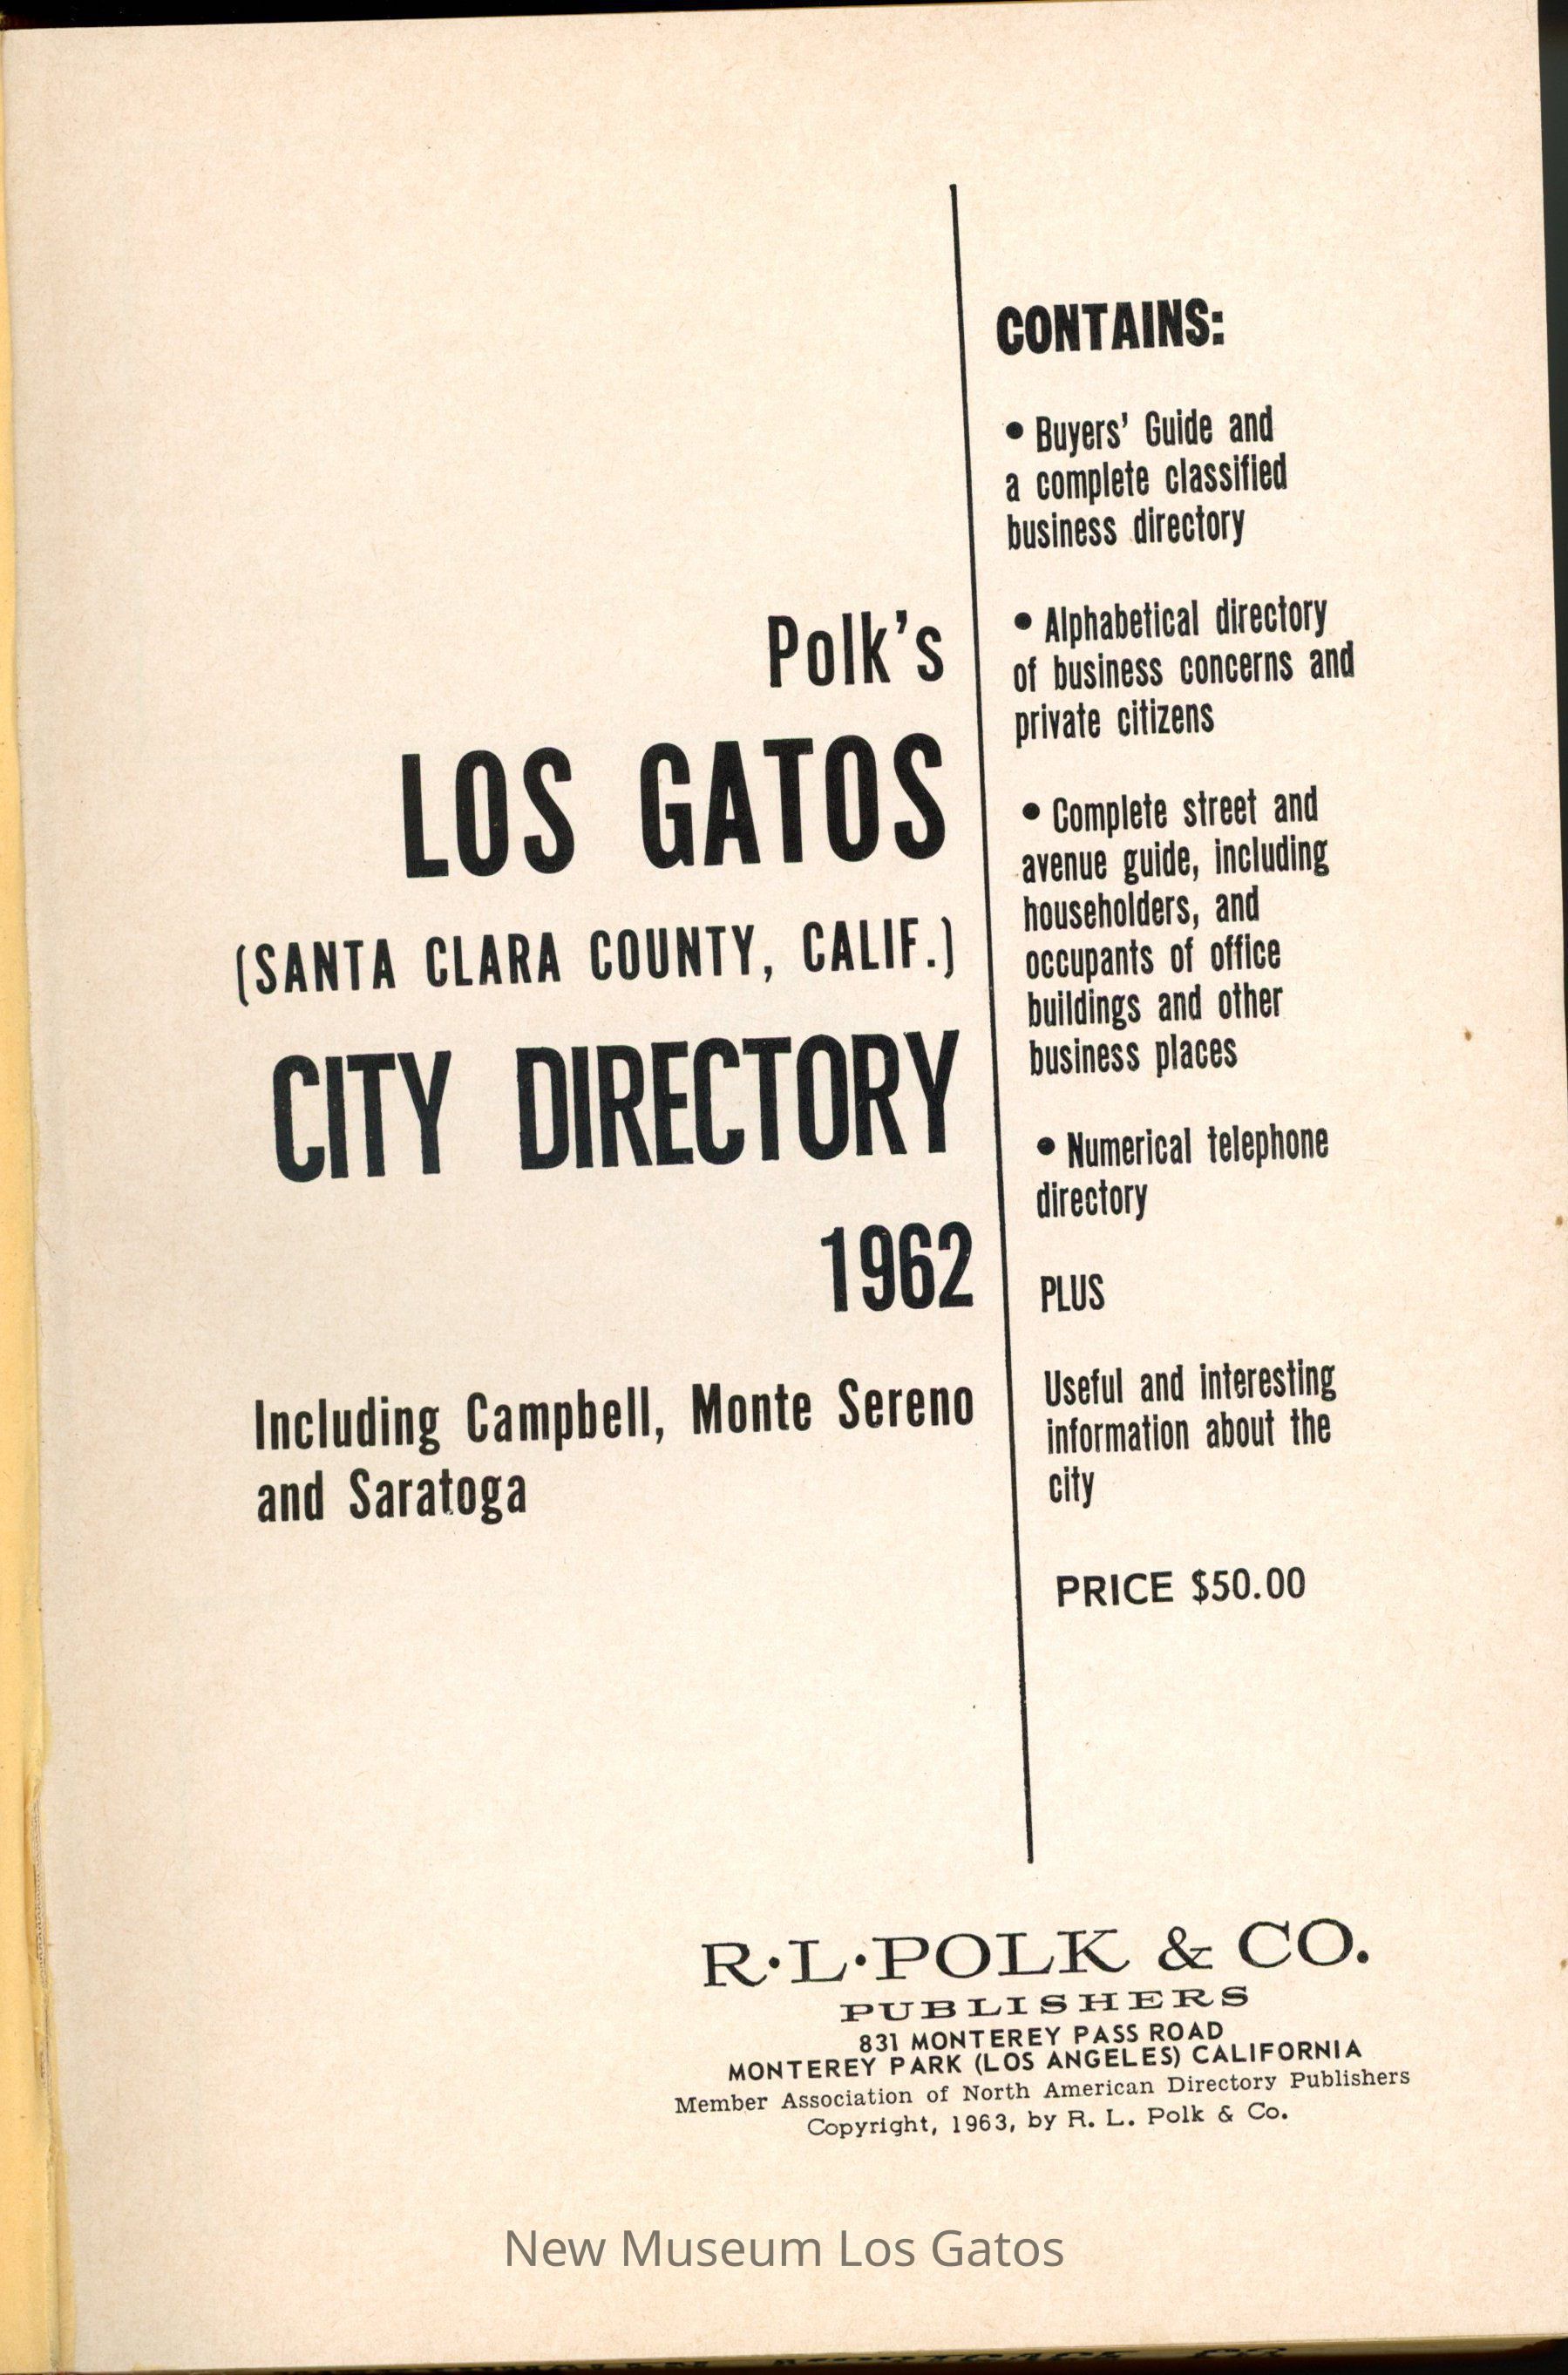 Polk's
LOS GATOS
(SANTA CLARA COUNTY, CALIF.)
CITY DIRECTORY
1962
Including Campbell, Monte Sereno
and Saratoga
CONTAINS:
• Buyers' Guide and
a complete classified
business directory
• Alphabetical directory
of business concerns and
private citizens
• Complete street and
avenue guide, including
householders, and
occupants of office
buildings and other
business places
• Numerical telephone
directory
PLUS
Useful and interesting
information about the
city
PRICE $50.00
R·L·POLK & CO.
PUBLISHERS
831 MONTEREY PASS ROAD
MONTEREY PARK (LOS ANGELES) CALIFORNIA
Member Association of North American Directory Publishers
Copyright, 1963, by R. L. Polk & Co.
New Museum Los Gatos